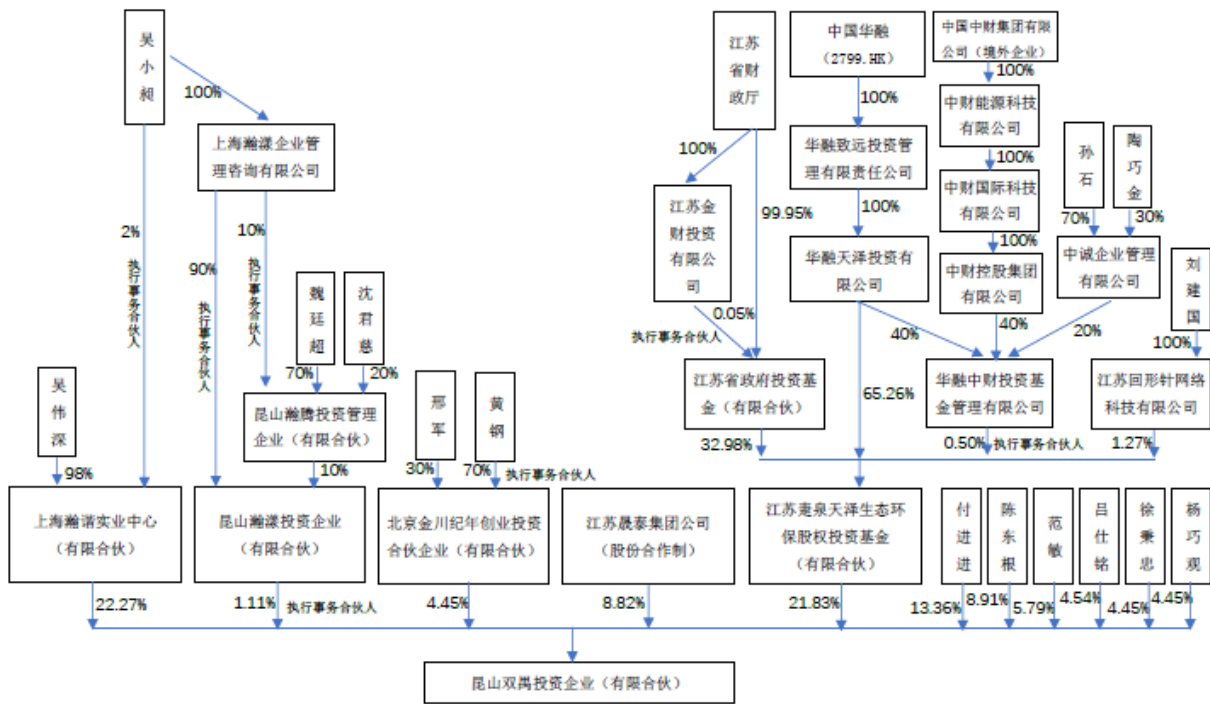 吴小昶
100%
上海瀚漾企业管
理咨询有限公司
2%
执行事务合伙人
90%
执行事务合伙人
10%
执行事务合伙人
魏廷超
沈君慈
70%
20%
昆山瀚腾投资管理
企业（有限合伙）
10%
吴伟深
98%
邢军
黄钢
30%
70%
执行事务合伙人
江苏省财政厅
100%
99.95%
江苏金财投资有限公司
0.05%
执行事务合伙人
江苏省政府投资基
金（有限合伙）
32.98%
中国华融
（2799.HK）
100%
华融致远投资管
理有限责任公司
100%
华融天泽投资有
限公司
40%
65.26%
中国中财集团有限
公司（境外企业）
100%
中财能源科技
有限公司
100%
中财国际科技
有限公司
100%
中财控股集团
有限公司
40%
孙石
陶巧金
70%
30%
中诚企业管理
有限公司
20%
华融中财投资基
金管理有限公司
0.50%
执行事务合伙人
刘建国
100%
江苏回形针网络
科技有限公司
1.27%
上海瀚谐实业中心
（有限合伙）
昆山瀚漾投资企业
（有限合伙）
北京金川纪年创业投资
合伙企业（有限合伙）
江苏晟泰集团公司
（股份合作制）
江苏疌泉天泽生态环
保股权投资基金
（有限合伙）
付进进
陈东根
范敏
吕仕铭
徐秉忠
杨巧观
22.27%
1.11%
执行事务合伙人
4.45%
8.82%
21.83%
13.36%
8.91%
5.79%
4.54%
4.45%
4.45%
昆山双禺投资企业（有限合伙）